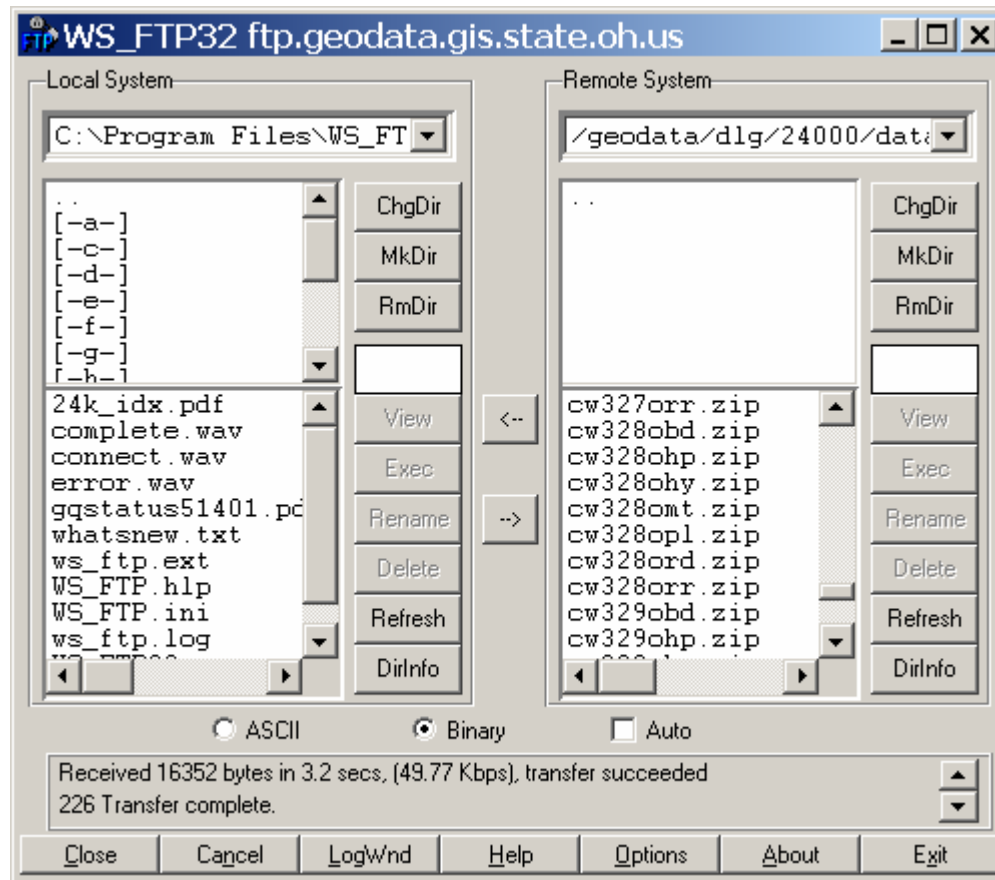 WS_FTP32 ftp.geodata.gis.state.oh.us
Local System
C:\Program Files\WS_FT
..
[-a-]
[-c-]
[-d-]
[-e-]
[-f-]
[-g-]
[-h-]
ChgDir
MkDir
RmDir
24k_idx.pdf
complete.wav
connect.wav
error.wav
gqstatus51401.pd
whatsnew.txt
ws_ftp.ext
WS_FTP.hlp
WS_FTP.ini
ws_ftp.log
View
Exec
Rename
Delete
Refresh
DirInfo
<--
-->
Remote System
/geodata/dlg/24000/data
..
ChgDir
MkDir
RmDir
cw327orr.zip
cw328obd.zip
cw328ohp.zip
cw328ohy.zip
cw328omt.zip
cw328opl.zip
cw328ord.zip
cw328orr.zip
cw329obd.zip
cw329ohp.zip
View
Exec
Rename
Delete
Refresh
DirInfo
ASCII Binary Auto
Received 16352 bytes in 3.2 secs, (49.77 Kbps), transfer succeeded
226 Transfer complete.
Close Cancel LogWnd Help Options About Exit